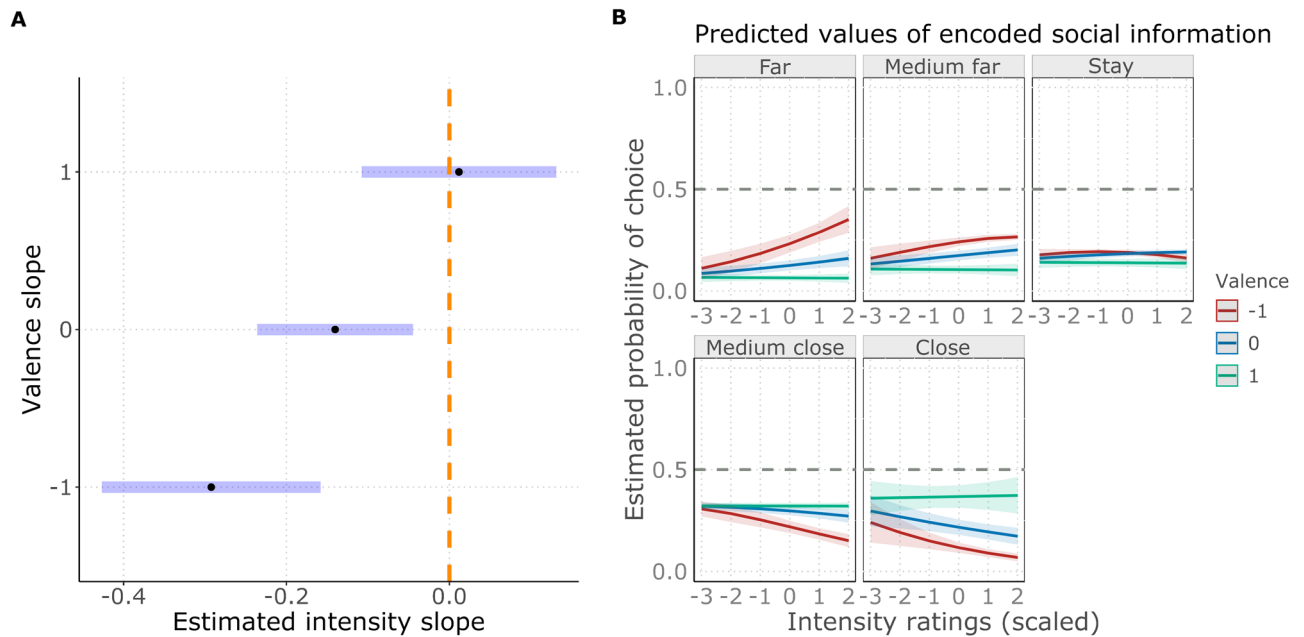 A
Valence slope
1
0
-1
-0.4 -0.2 0.0
Estimated intensity slope
B
Predicted values of encoded social information
Estimated probability of choice
Far Medium far Stay
1.0
0.5
0.0
-3 -2 -1 0 1 2 -3 -2 -1 0 1 2 -3 -2 -1 0 1 2
Medium close Close
1.0
0.5
0.0
-3 -2 -1 0 1 2 -3 -2 -1 0 1 2
Intensity ratings (scaled)
Valence
-1
0
1